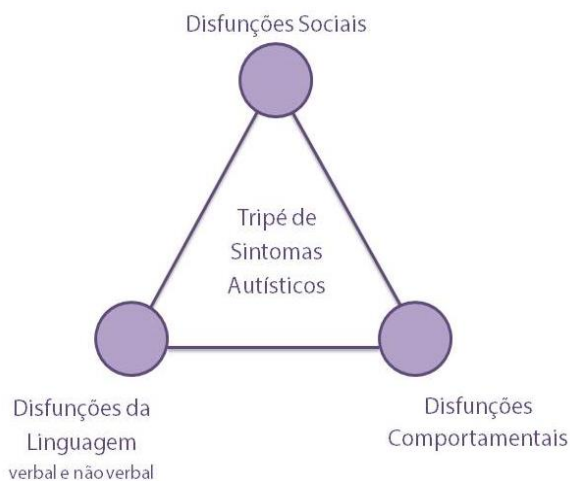 Disfunções Sociais
Tripé de
Sintomas
Autísticos
Disfunções da
Linguagem
verbal e não verbal
Disfunções
Comportamentais